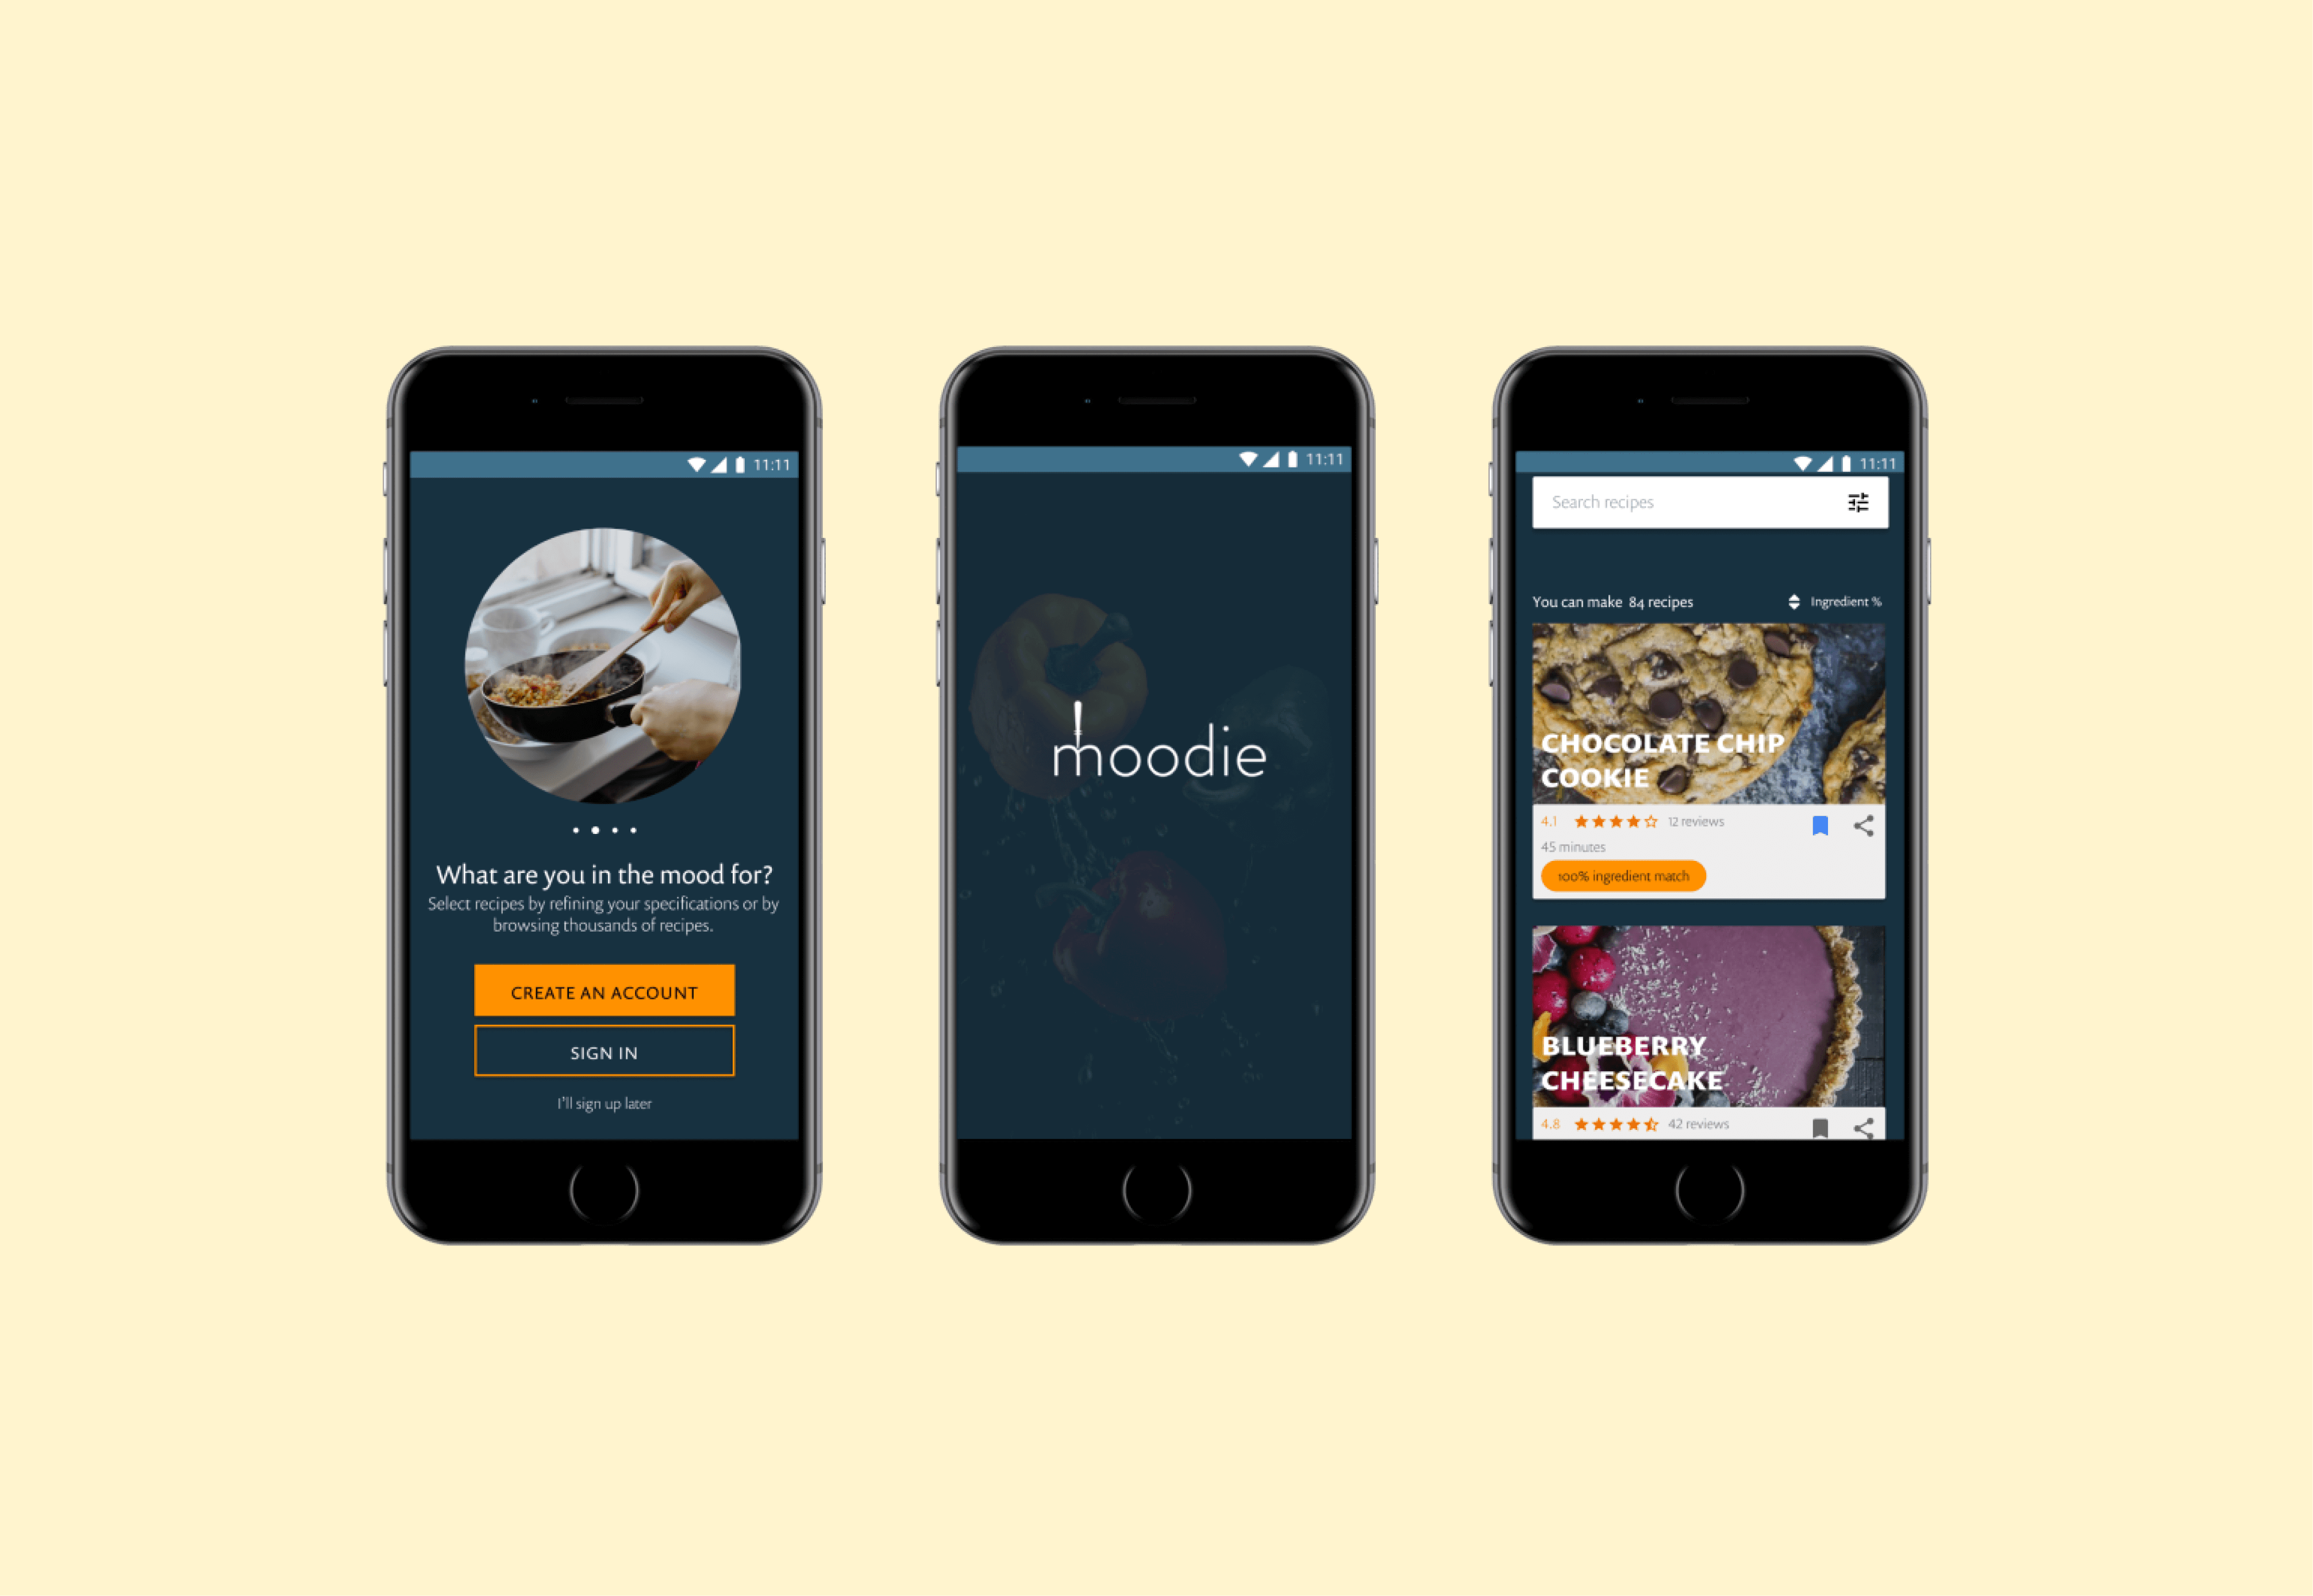 11:11
What are you in the mood for?
Select recipes by refining your specifications or by
browsing thousands of recipes.
CREATE AN ACCOUNT
SIGN IN
I'll sign up later
11:11
moodie
11:11
Search recipes
You can make 84 recipes
Ingredient %
CHOCOLATE CHIP
COOKIE
4.1 12 reviews
45 minutes
100% ingredient match
BLUEBERRY
CHEESECAKE
4.8 42 reviews